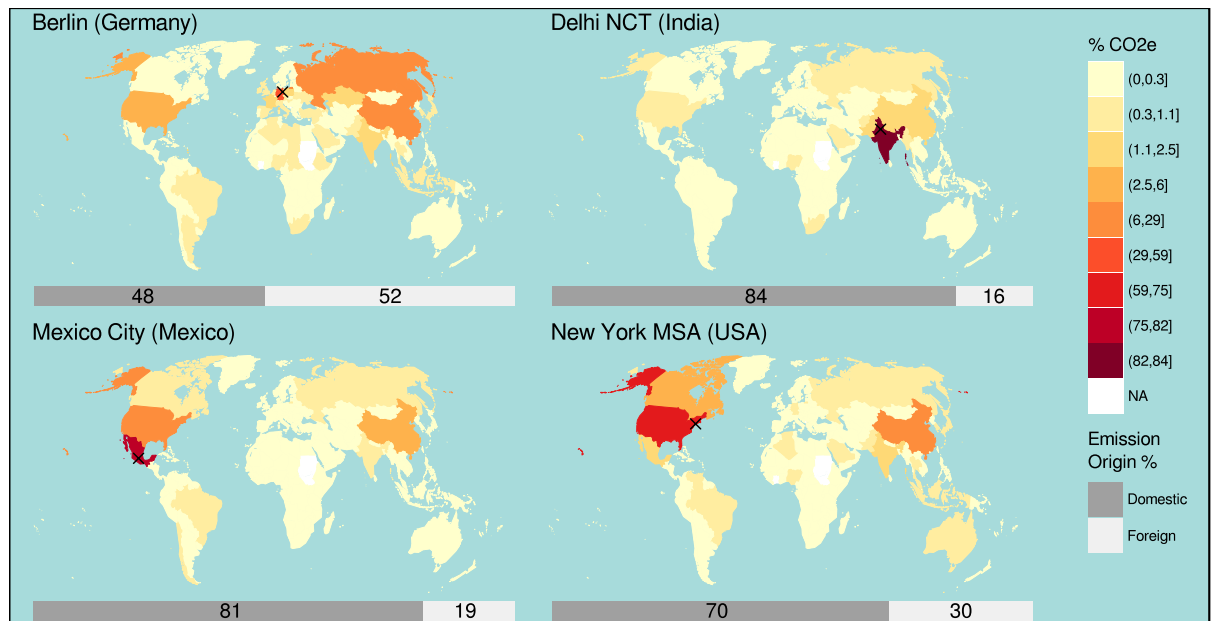 Berlin (Germany)
Delhi NCT (India)
48
52
84
16
Mexico City (Mexico)
New York MSA (USA)
81
19
70
30
% CO2e
(0,0.3]
(0.3,1.1]
(1.1,2.5]
(2.5,6]
(6,29]
(29,59]
(59,75]
(75,82]
(82,84]
NA
Emission
Origin %
Domestic
Foreign